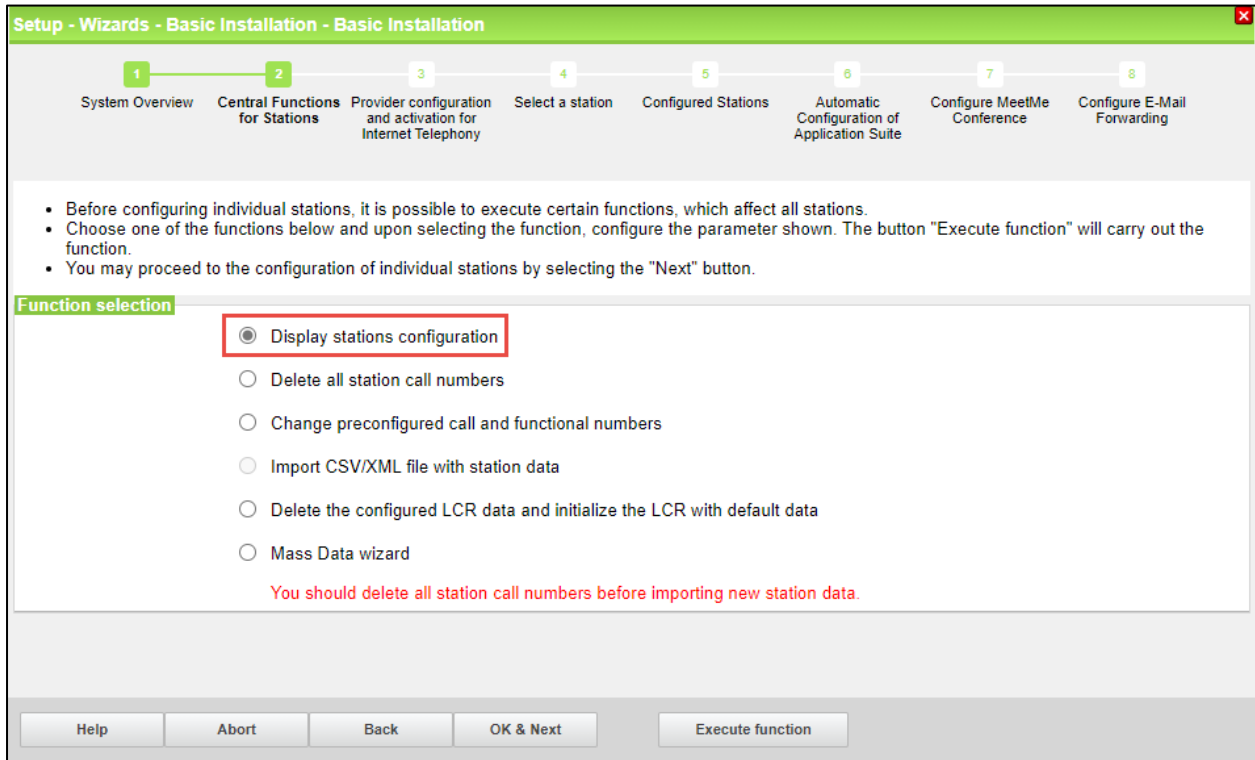 Setup - Wizards - Basic Installation - Basic Installation
1 2 3 4 5 6 7 8
System Overview
Central Functions
for Stations
Provider configuration
and activation for
Internet Telephony
Select a station
Configured Stations
Automatic
Configuration of
Application Suite
Configure MeetMe
Conference
Configure E-Mail
Forwarding
• Before configuring individual stations, it is possible to execute certain functions, which affect all stations.
• Choose one of the functions below and upon selecting the function, configure the parameter shown. The button "Execute function" will carry out the
function.
• You may proceed to the configuration of individual stations by selecting the "Next" button.
Function selection
Display stations configuration
Delete all station call numbers
Change preconfigured call and functional numbers
Import CSV/XML file with station data
Delete the configured LCR data and initialize the LCR with default data
Mass Data wizard
You should delete all station call numbers before importing new station data.
Help Abort Back OK & Next Execute function